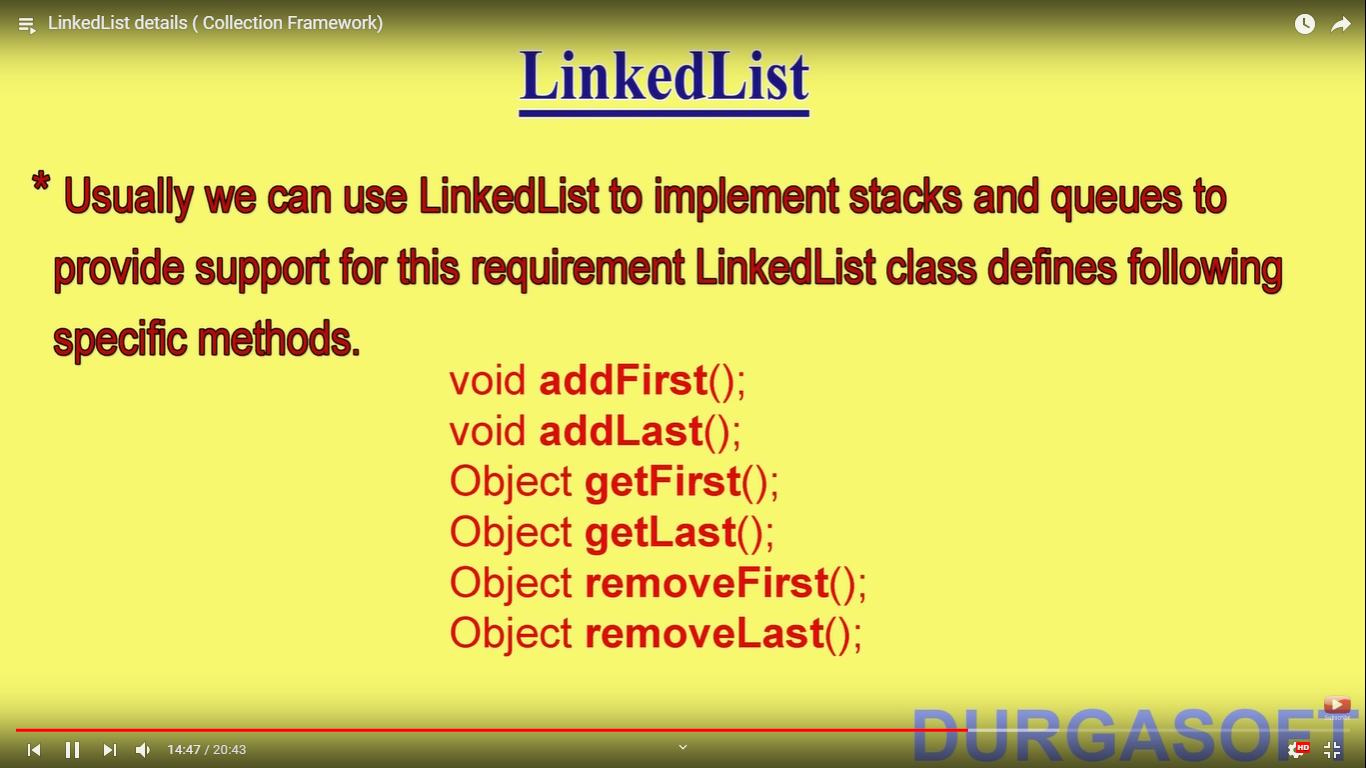 LinkedList details ( Collection Framework)
LinkedList
* Usually we can use LinkedList to implement stacks and queues to
provide support for this requirement LinkedList class defines following
specific methods.
void addFirst();
void addLast();
Object getFirst();
Object getLast();
Object removeFirst();
Object removeLast();
Subscribe
DURGASOFT
14:47 / 20:43
HD